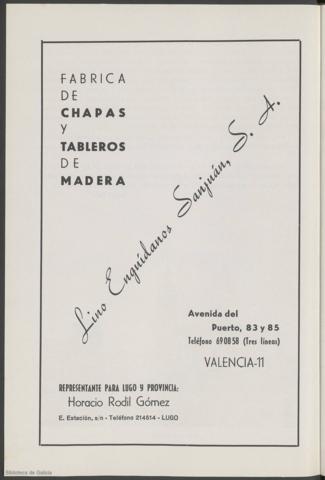 FABRICA
DE
CHAPAS
Y
TABLEROS
DE
MADERA
Lino Enguídanos Sanjuán, S. A.
Avenida del
Puerto, 83 y 85
Teléfono 690858 (Tres líneas)
VALENCIA-11
REPRESENTANTE PARA LUGO Y PROVINCIA:
Horacio Rodil Gómez
E. Estación, s/n - Teléfono 214614 - LUGO
Biblioteca de Galicia